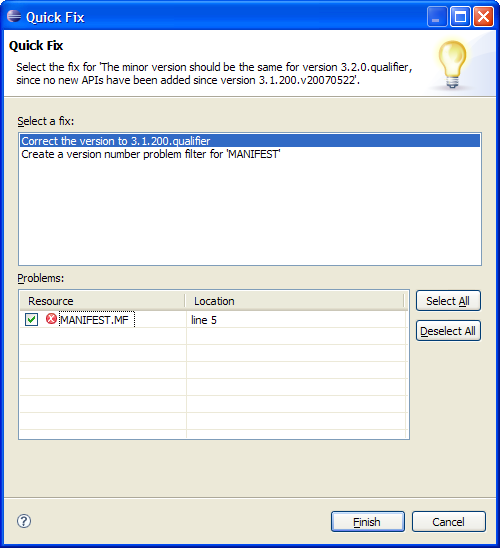 Quick Fix
Quick Fix
Select the fix for 'The minor version should be the same for version 3.2.0.qualifier,
since no new APIs have been added since version 3.1.200.v20070522'.
Select a fix:
Correct the version to 3.1.200.qualifier
Create a version number problem filter for 'MANIFEST'
Problems:
Resource Location
MANIFEST.MF line 5
Select All
Deselect All
Finish Cancel